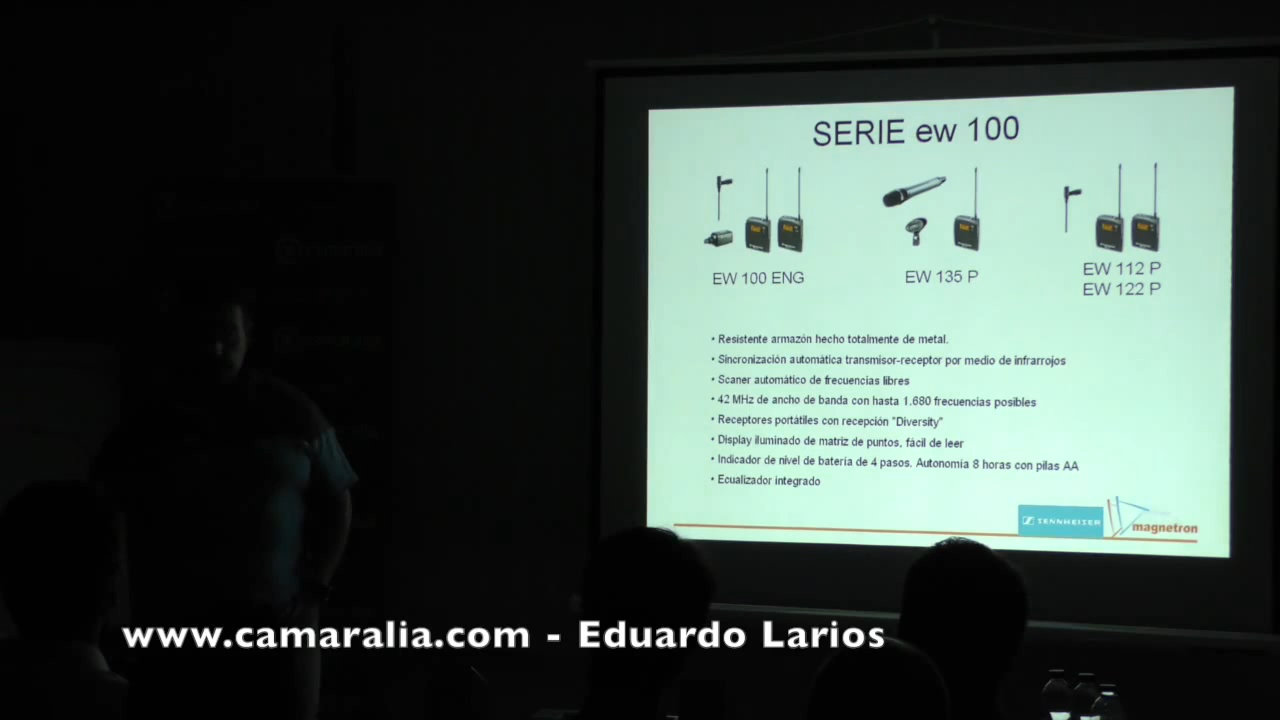 SERIE ew 100
EW 100 ENG
EW 135 P
EW 112 P
EW 122 P
• Resistente armazón hecho totalmente de metal.
• Sincronización automática transmisor-receptor por medio de infrarrojos
• Scaner automático de frecuencias libres
• 42 MHz de ancho de banda con hasta 1.680 frecuencias posibles
• Receptores portátiles con recepción "Diversity"
• Display iluminado de matriz de puntos, fácil de leer
• Indicador de nivel de batería de 4 pasos. Autonomía 8 horas con pilas AA
• Ecualizador integrado
magnetron
www.camaralia.com - Eduardo Larios